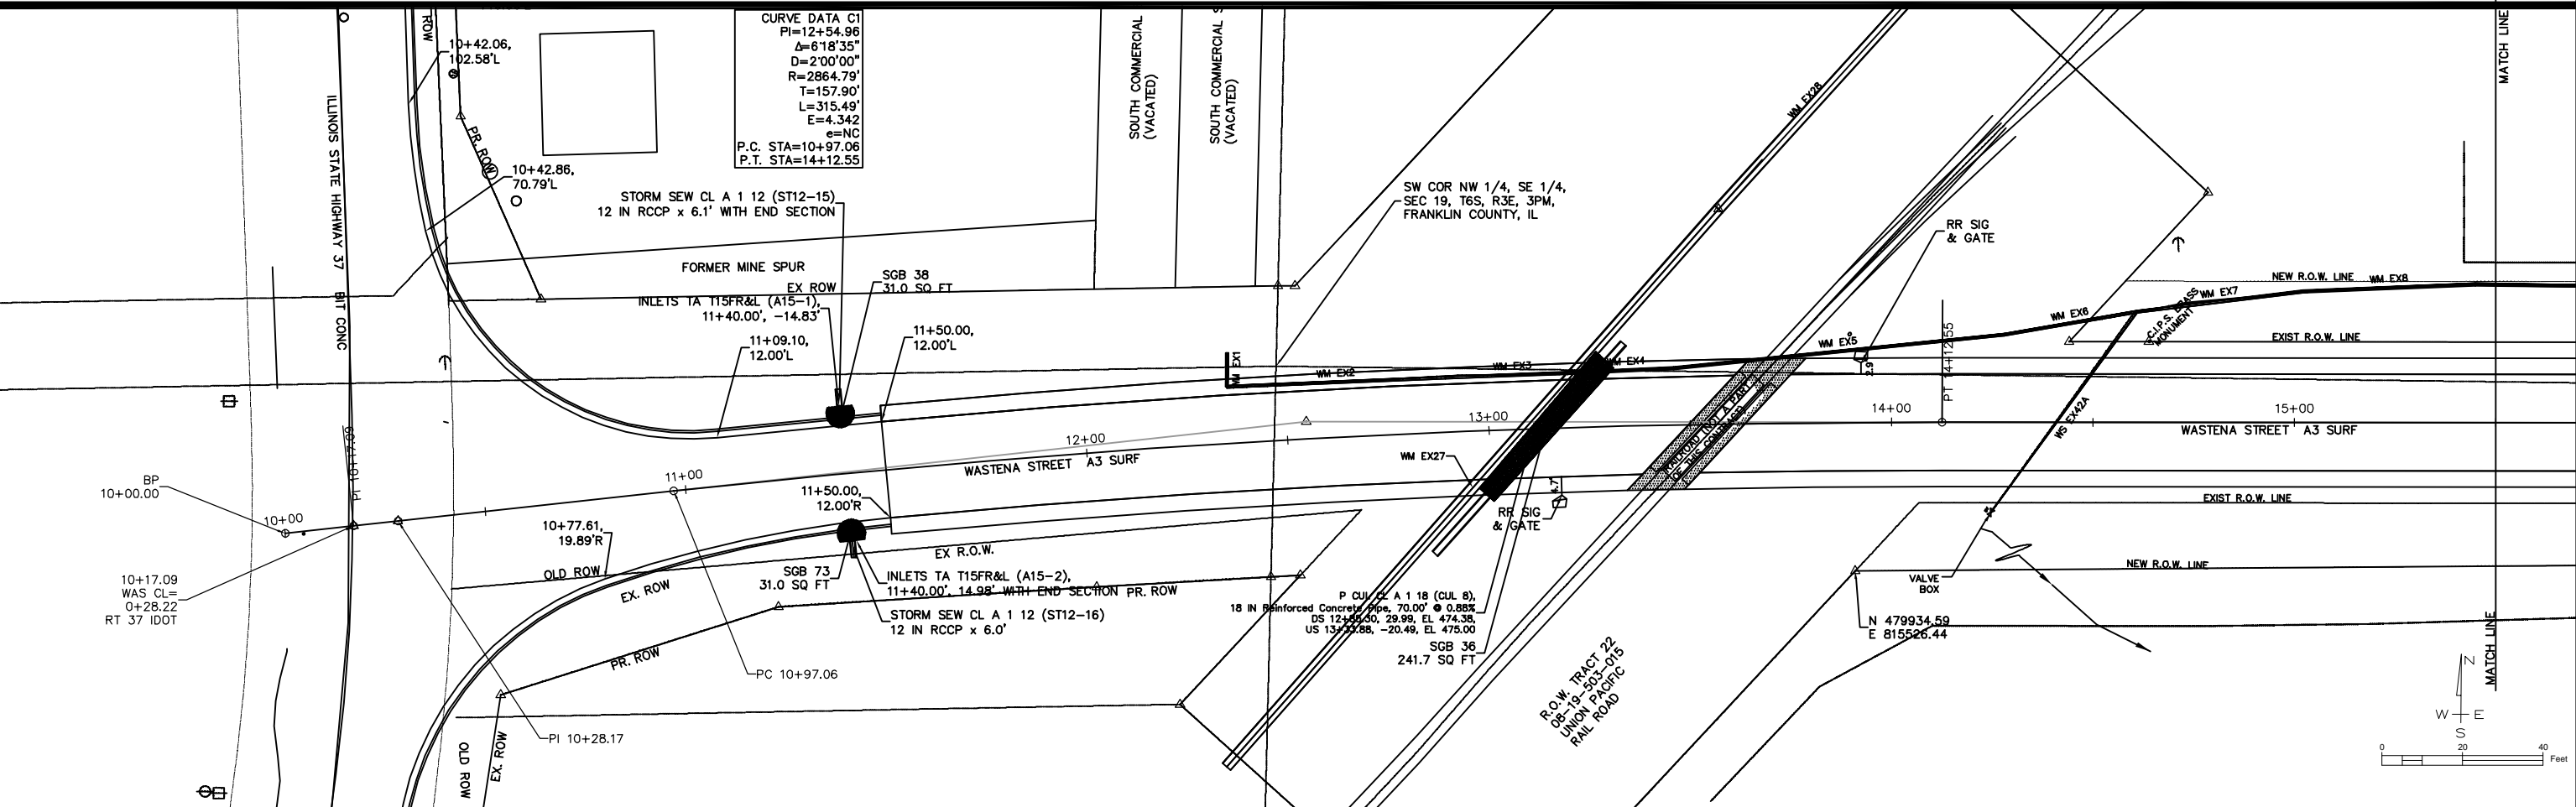 ROW
10+42.06,
102.58'L
PR. ROW
10+42.86,
70.79'L
ILLINOIS STATE HIGHWAY 37    BIT CONC
CURVE DATA C1
PI=12+54.96
Δ=6°18'35"
D=2°00'00"
R=2864.79'
T=157.90'
L=315.49'
E=4.342
e=NC
P.C. STA=10+97.06
P.T. STA=14+12.55
SOUTH COMMERCIAL
(VACATED)
SOUTH COMMERCIAL S
(VACATED)
STORM SEW CL A 1 12 (ST12-15)
12 IN RCCP x 6.1' WITH END SECTION
FORMER MINE SPUR
EX ROW
INLETS TA T15FR&L (A15-1),
11+40.00', -14.83'
SGB 38
31.0 SQ FT
11+09.10,
12.00'L
11+50.00,
12.00'L
SW COR NW 1/4, SE 1/4,
SEC 19, T6S, R3E, 3PM,
FRANKLIN COUNTY, IL
WM EX28
RR SIG
& GATE
MATCH LINE
NEW R.O.W. LINE
WM EX8
WM EX7
C.I.P.S. BRASS
MONUMENT
WM EX6
EXIST R.O.W. LINE
WM EX5
WM EX4
WM EX3
WM EX2
WM EX1
2.9'
PT 14+12.55
RAILROAD (NOT A PART
OF THIS CONTRACT)
10+00
11+00
12+00
13+00
14+00
15+00
WASTENA STREET   A3 SURF
WASTENA STREET   A3 SURF
WS EX42A
WM EX27
4.7'
RR SIG
& GATE
EXIST R.O.W. LINE
BP
10+00.00
PI 10+17.09
11+50.00,
12.00'R
10+77.61,
19.89'R
OLD ROW
EX. ROW
EX R.O.W.
SGB 73
31.0 SQ FT
INLETS TA T15FR&L (A15-2),
11+40.00', 14.98' WITH END SECTION PR. ROW
STORM SEW CL A 1 12 (ST12-16)
12 IN RCCP x 6.0'
10+17.09
WAS CL=
0+28.22
RT 37 IDOT
PR. ROW
PC 10+97.06
PI 10+28.17
OLD ROW
EX. ROW
P CUL CL A 1 18 (CUL 8),
18 IN Reinforced Concrete Pipe, 70.00' @ 0.88%
EL 474.38,
-20.49, EL 475.00
SGB 36
241.7 SQ FT
R.O.W. TRACT 22
08-19-503-015
UNION PACIFIC
RAIL ROAD
VALVE
BOX
NEW R.O.W. LINE
N 479934.59
E 815526.44
MATCH LINE
N
W E
S
0 20 40
Feet